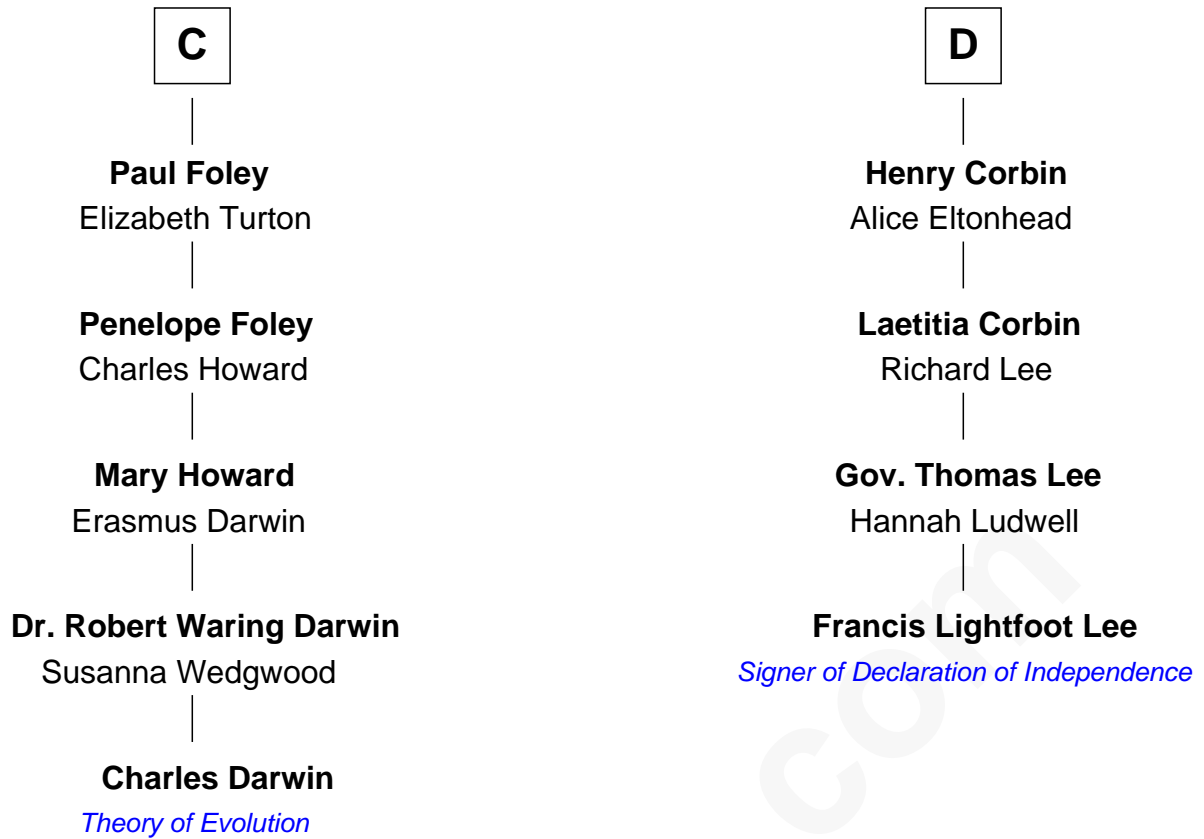 C
Paul Foley
Elizabeth Turton
Penelope Foley
Charles Howard
Mary Howard
Erasmus Darwin
Dr. Robert Waring Darwin
Susanna Wedgwood
Charles Darwin
Theory of Evolution
D
Henry Corbin
Alice Eltonhead
Laetitia Corbin
Richard Lee
Gov. Thomas Lee
Hannah Ludwell
Francis Lightfoot Lee
Signer of Declaration of Independence
com